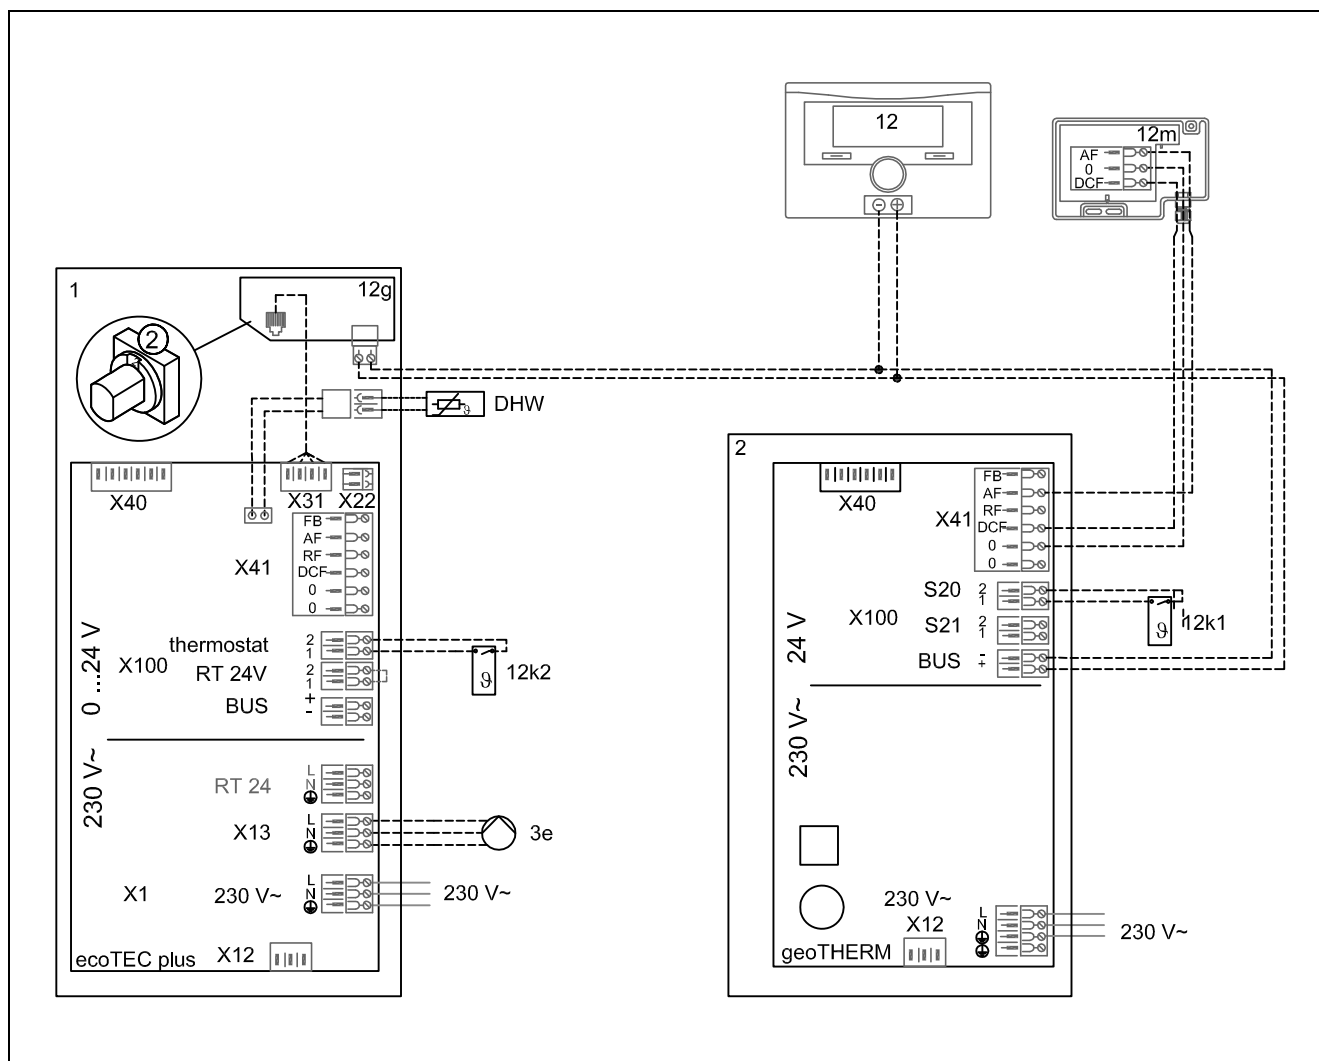 12
12m
AF
0
DCF
1
12g
2
DHW
2
X40
X31
X22
X41
FB
AF
RF
DCF
0
0
0 ...24 V
X100
thermostat
2
1
RT 24V
2
1
12k2
BUS
+
-
230 V~
RT 24
L
N
X13
L
N
3e
X1
230 V~
L
N
230 V~
ecoTEC plus
X12
X40
X41
FB
AF
RF
DCF
0
0
24 V
X100
S20
2
1
S21
2
1
12k1
BUS
-
+
230 V~
230 V~
X12
L
N
230 V~
geoTHERM